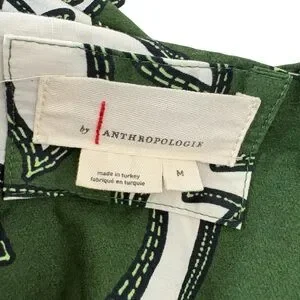 by ANTHROPOLOGIE
made in turkey M
fabriqué en turquie